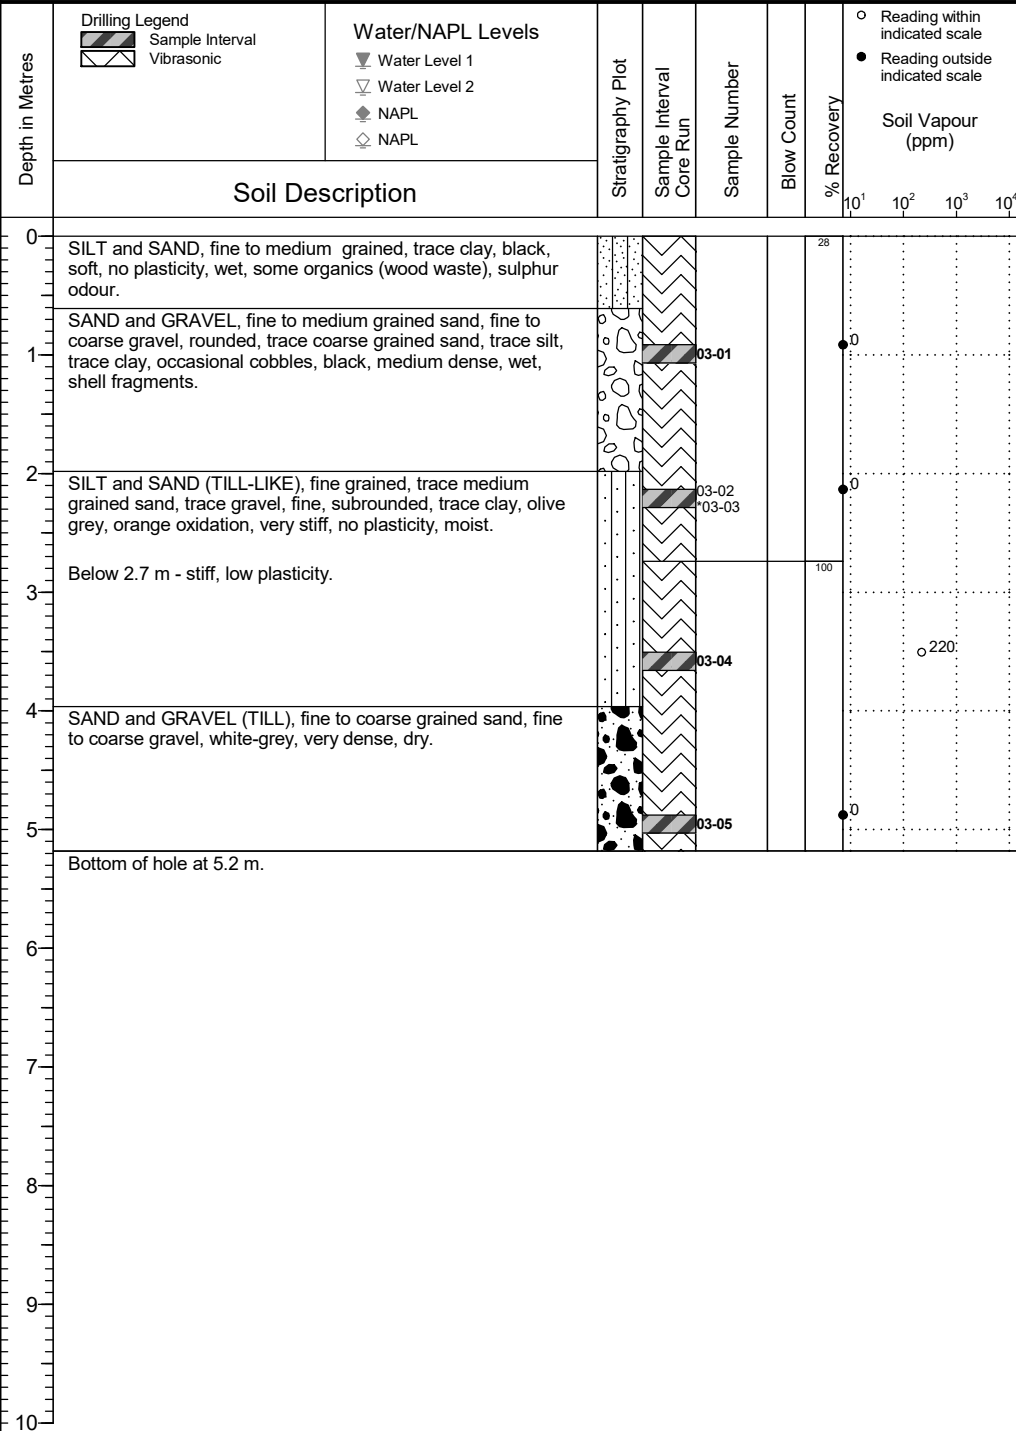 Depth in Metres
Drilling Legend
Sample Interval
Vibrasonic
Water/NAPL Levels
Water Level 1
Water Level 2
NAPL
NAPL
Soil Description
Stratigraphy Plot
Sample Interval
Core Run
Sample Number
Blow Count
% Recovery
Reading within
indicated scale
Reading outside
indicated scale
Soil Vapour
(ppm)
10¹ 10² 10³ 10⁴
0
SILT and SAND, fine to medium grained, trace clay, black,
soft, no plasticity, wet, some organics (wood waste), sulphur
odour.
28
SAND and GRAVEL, fine to medium grained sand, fine to
coarse gravel, rounded, trace coarse grained sand, trace silt,
trace clay, occasional cobbles, black, medium dense, wet,
shell fragments.
1
03-01
0
2
SILT and SAND (TILL-LIKE), fine grained, trace medium
grained sand, trace gravel, fine, subrounded, trace clay, olive
grey, orange oxidation, very stiff, no plasticity, moist.
03-02
*03-03
0
Below 2.7 m - stiff, low plasticity.
100
3
03-04
220
4
SAND and GRAVEL (TILL), fine to coarse grained sand, fine
to coarse gravel, white-grey, very dense, dry.
03-05
0
5
Bottom of hole at 5.2 m.
6
7
8
9
10